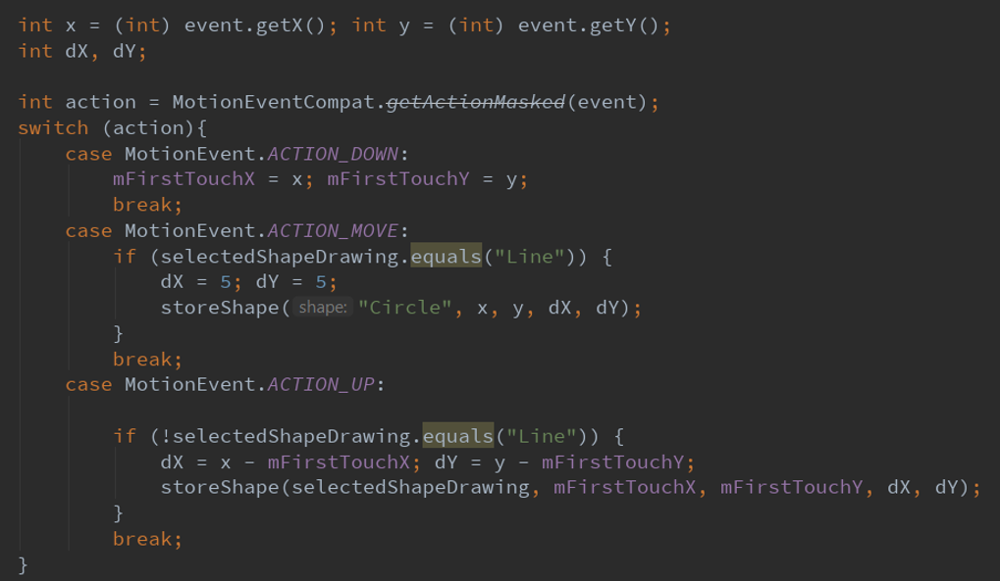 int x = (int) event.getX(); int y = (int) event.getY();
int dX, dY;
int action = MotionEventCompat.getActionMasked(event);
switch (action){
case MotionEvent.ACTION_DOWN:
mFirstTouchX = x; mFirstTouchY = y;
break;
case MotionEvent.ACTION_MOVE:
if (selectedShapeDrawing.equals("Line")) {
dX = 5; dY = 5;
storeShape( shape: "Circle", x, y, dX, dY);
}
break;
case MotionEvent.ACTION_UP:
if (!selectedShapeDrawing.equals("Line")) {
dX = x - mFirstTouchX; dY = y - mFirstTouchY;
storeShape(selectedShapeDrawing, mFirstTouchX, mFirstTouchY, dX, dY);
}
break;
}